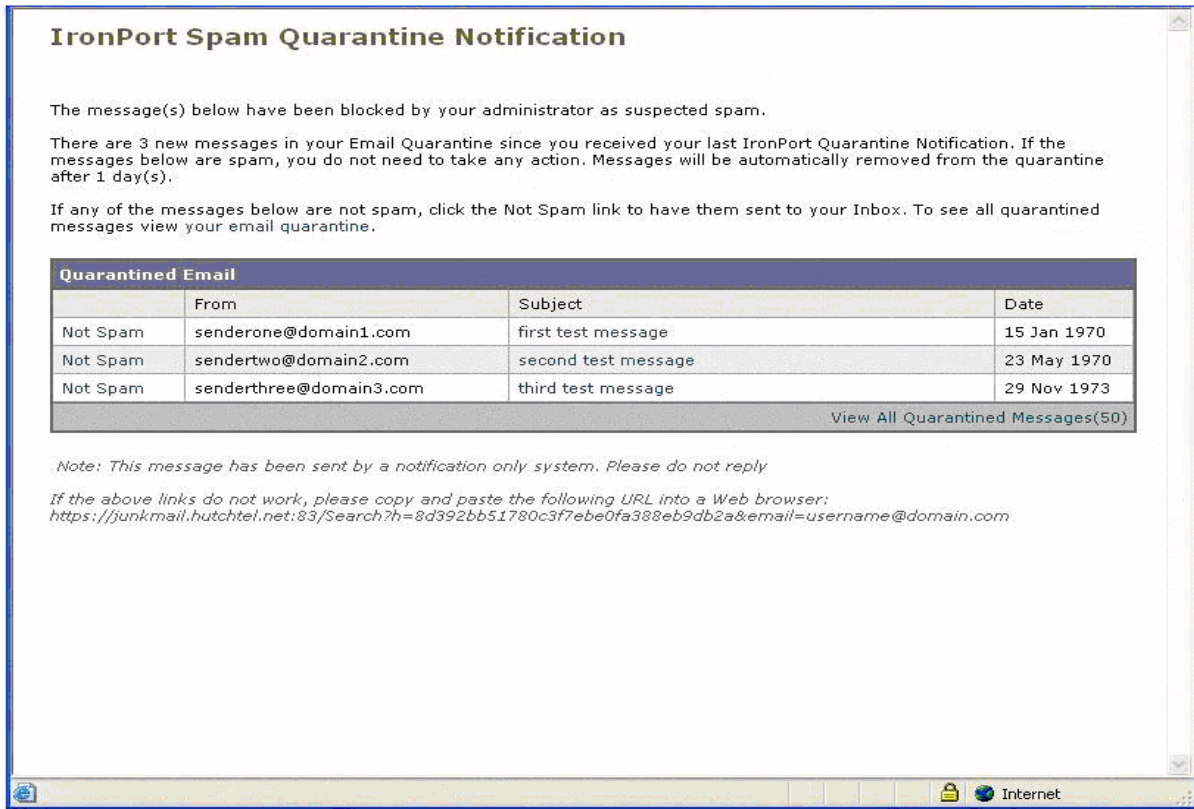 IronPort Spam Quarantine Notification
The message(s) below have been blocked by your administrator as suspected spam.
There are 3 new messages in your Email Quarantine since you received your last IronPort Quarantine Notification. If the
messages below are spam, you do not need to take any action. Messages will be automatically removed from the quarantine
after 1 day(s).
If any of the messages below are not spam, click the Not Spam link to have them sent to your Inbox. To see all quarantined
messages view your email quarantine.
Quarantined Email
From Subject Date
Not Spam senderone@domain1.com first test message 15 Jan 1970
Not Spam sendertwo@domain2.com second test message 23 May 1970
Not Spam senderthree@domain3.com third test message 29 Nov 1973
View All Quarantined Messages(50)
Note: This message has been sent by a notification only system. Please do not reply
If the above links do not work, please copy and paste the following URL into a Web browser:
https://junkmail.hutchtel.net:83/Search?h=8d392bb51780c3f7ebe0fa388eb9db2a&email=username@domain.com
Internet